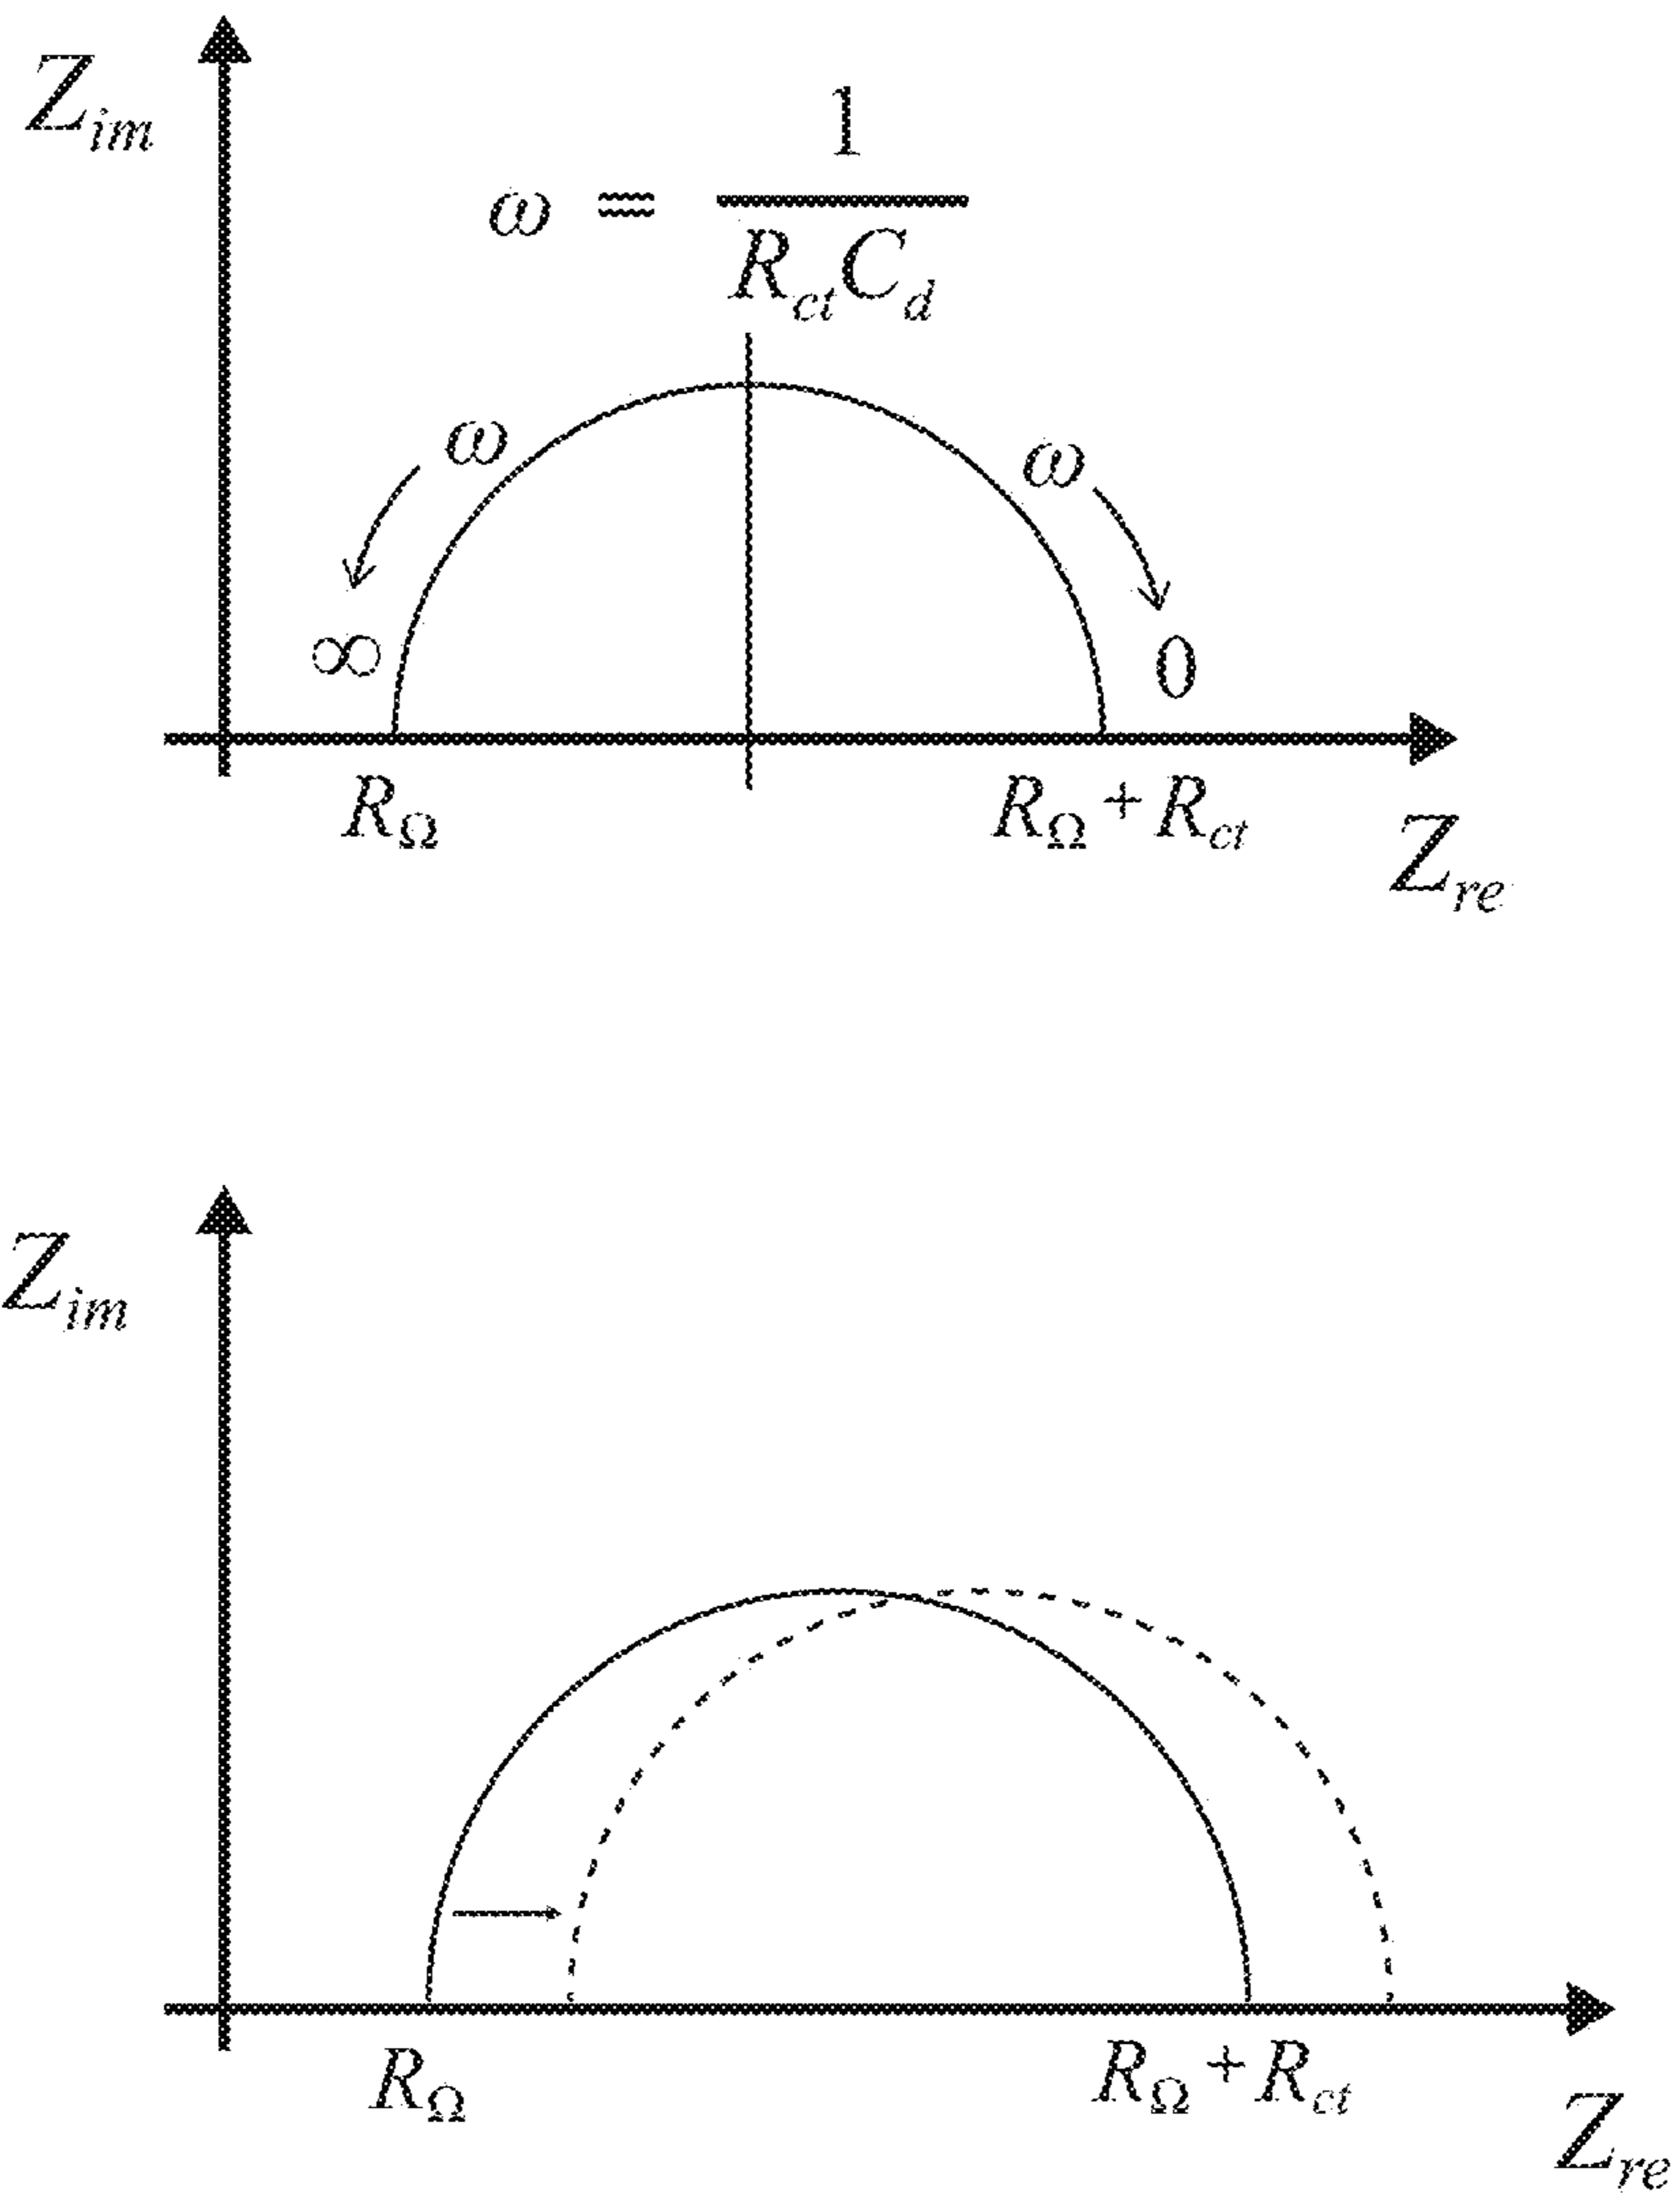 Z_im
ω = 1 / R_ct C_d
ω ω
∞ 0
R_Ω R_Ω + R_ct
Z_re
Z_im
R_Ω R_Ω + R_ct
Z_re